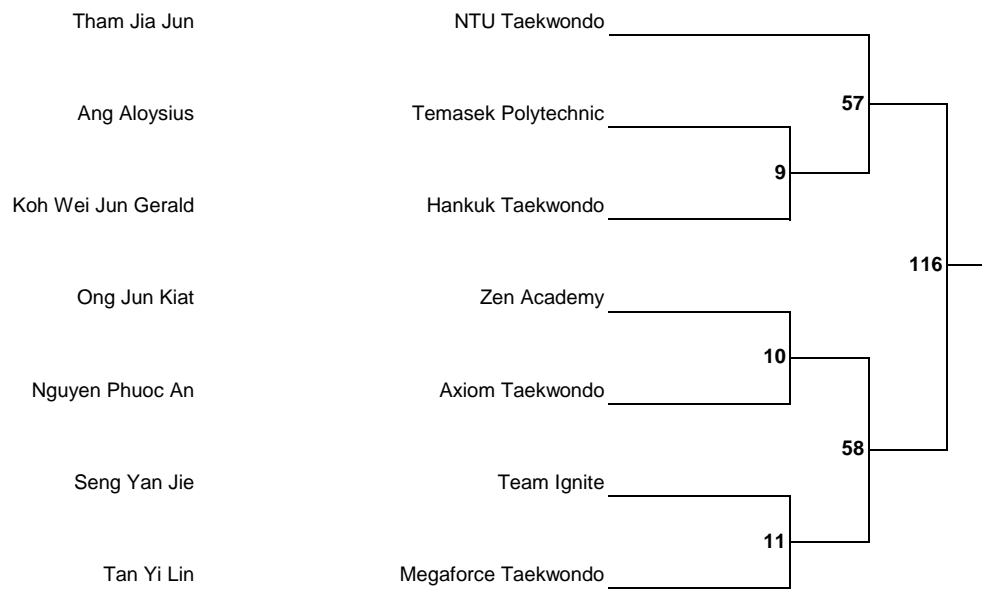 Tham Jia Jun NTU Taekwondo
57
Ang Aloysius Temasek Polytechnic
9
Koh Wei Jun Gerald Hankuk Taekwondo
116
Ong Jun Kiat Zen Academy
10
Nguyen Phuoc An Axiom Taekwondo
58
Seng Yan Jie Team Ignite
11
Tan Yi Lin Megaforce Taekwondo